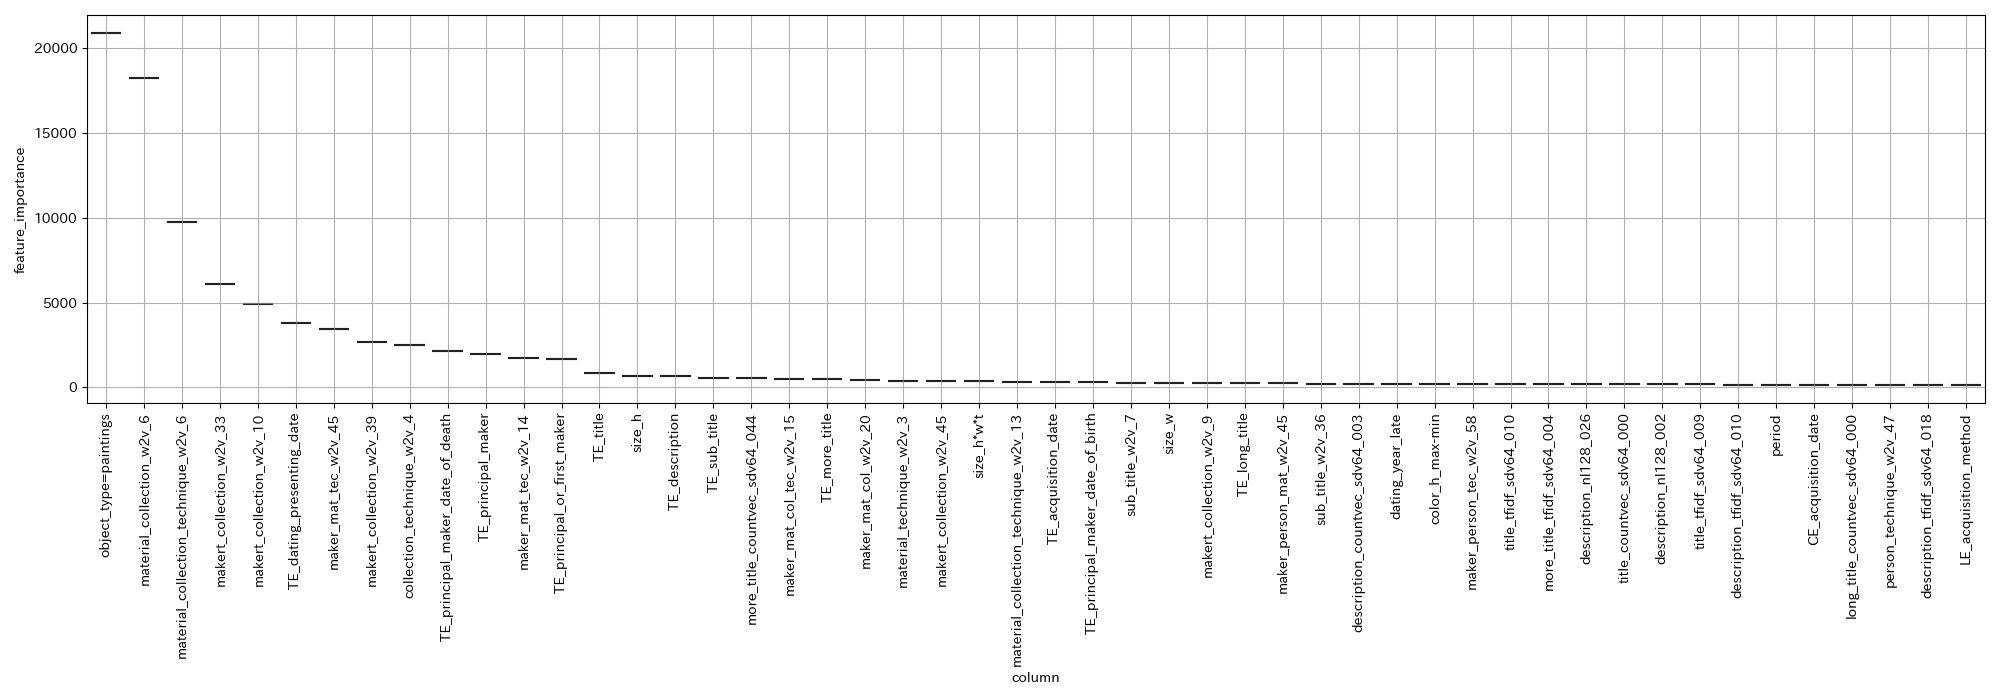 feature_importance
20000
15000
10000
5000
0
object_type=paintings
material_collection_w2v_6
material_collection_technique_w2v_6
makert_collection_w2v_33
makert_collection_w2v_10
TE_dating_presenting_date
maker_mat_tec_w2v_45
makert_collection_w2v_39
collection_technique_w2v_4
TE_principal_maker_date_of_death
TE_principal_maker
maker_mat_tec_w2v_14
TE_principal_or_first_maker
TE_title
size_h
TE_description
TE_sub_title
more_title_countvec_sdv64_044
maker_mat_col_tec_w2v_15
TE_more_title
maker_mat_col_w2v_20
material_technique_w2v_3
makert_collection_w2v_45
size_h*w*t
material_collection_technique_w2v_13
TE_acquisition_date
TE_principal_maker_date_of_birth
sub_title_w2v_7
size_w
makert_collection_w2v_9
TE_long_title
maker_person_mat_w2v_45
sub_title_w2v_36
description_countvec_sdv64_003
dating_year_late
color_h_max-min
maker_person_tec_w2v_58
title_tfidf_sdv64_010
more_title_tfidf_sdv64_004
description_nl128_026
title_countvec_sdv64_000
description_nl128_002
title_tfidf_sdv64_009
description_tfidf_sdv64_010
period
CE_acquisition_date
long_title_countvec_sdv64_000
person_technique_w2v_47
description_tfidf_sdv64_018
LE_acquisition_method
column